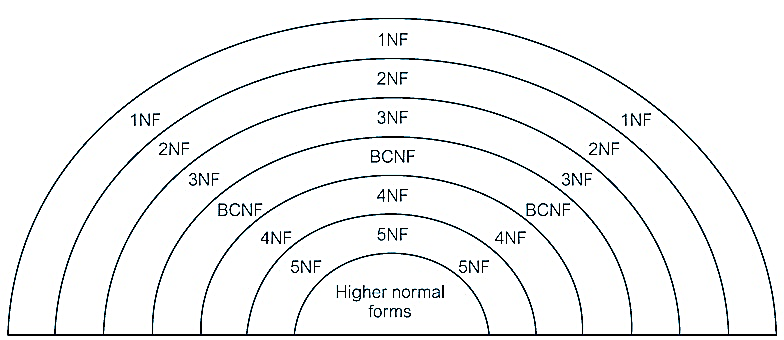 1NF
2NF
3NF
1NF
1NF
2NF
2NF
BCNF
3NF
3NF
4NF
BCNF
BCNF
5NF
4NF
4NF
5NF
5NF
Higher normal
forms